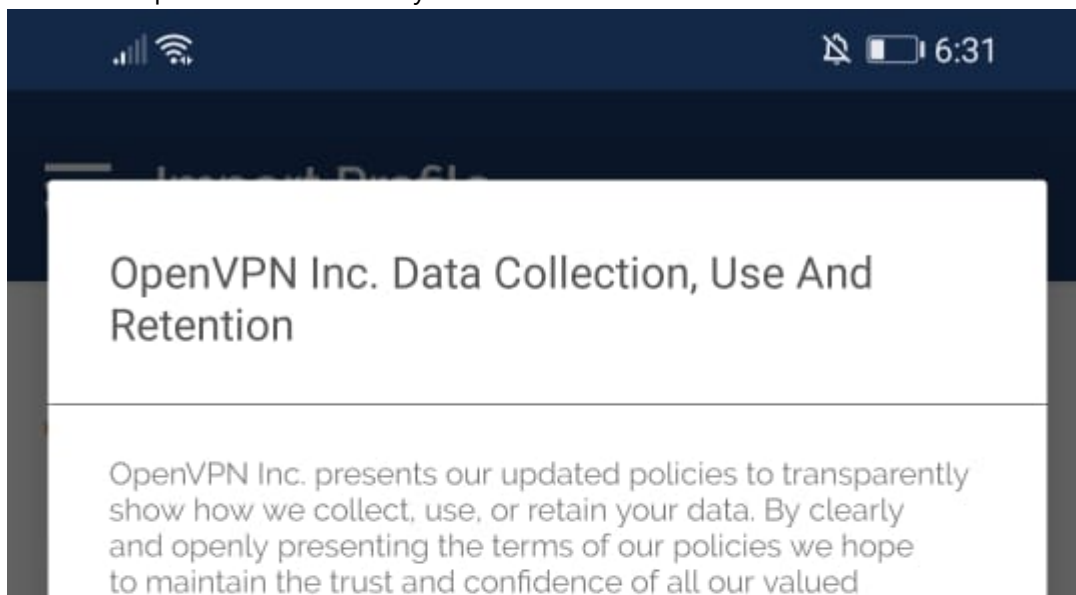 6:31
Import Profile
OpenVPN Inc. Data Collection, Use And
Retention
OpenVPN Inc. presents our updated policies to transparently
show how we collect, use, or retain your data. By clearly
and openly presenting the terms of our policies we hope
to maintain the trust and confidence of all our valued